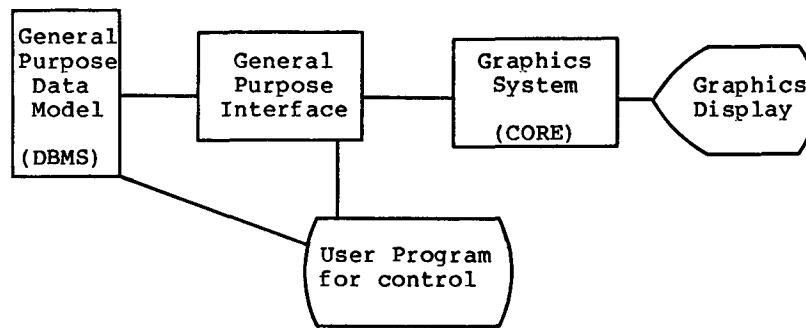 General
Purpose
Data
Model
(DBMS)
General
Purpose
Interface
Graphics
System
(CORE)
Graphics
Display
User Program
for control